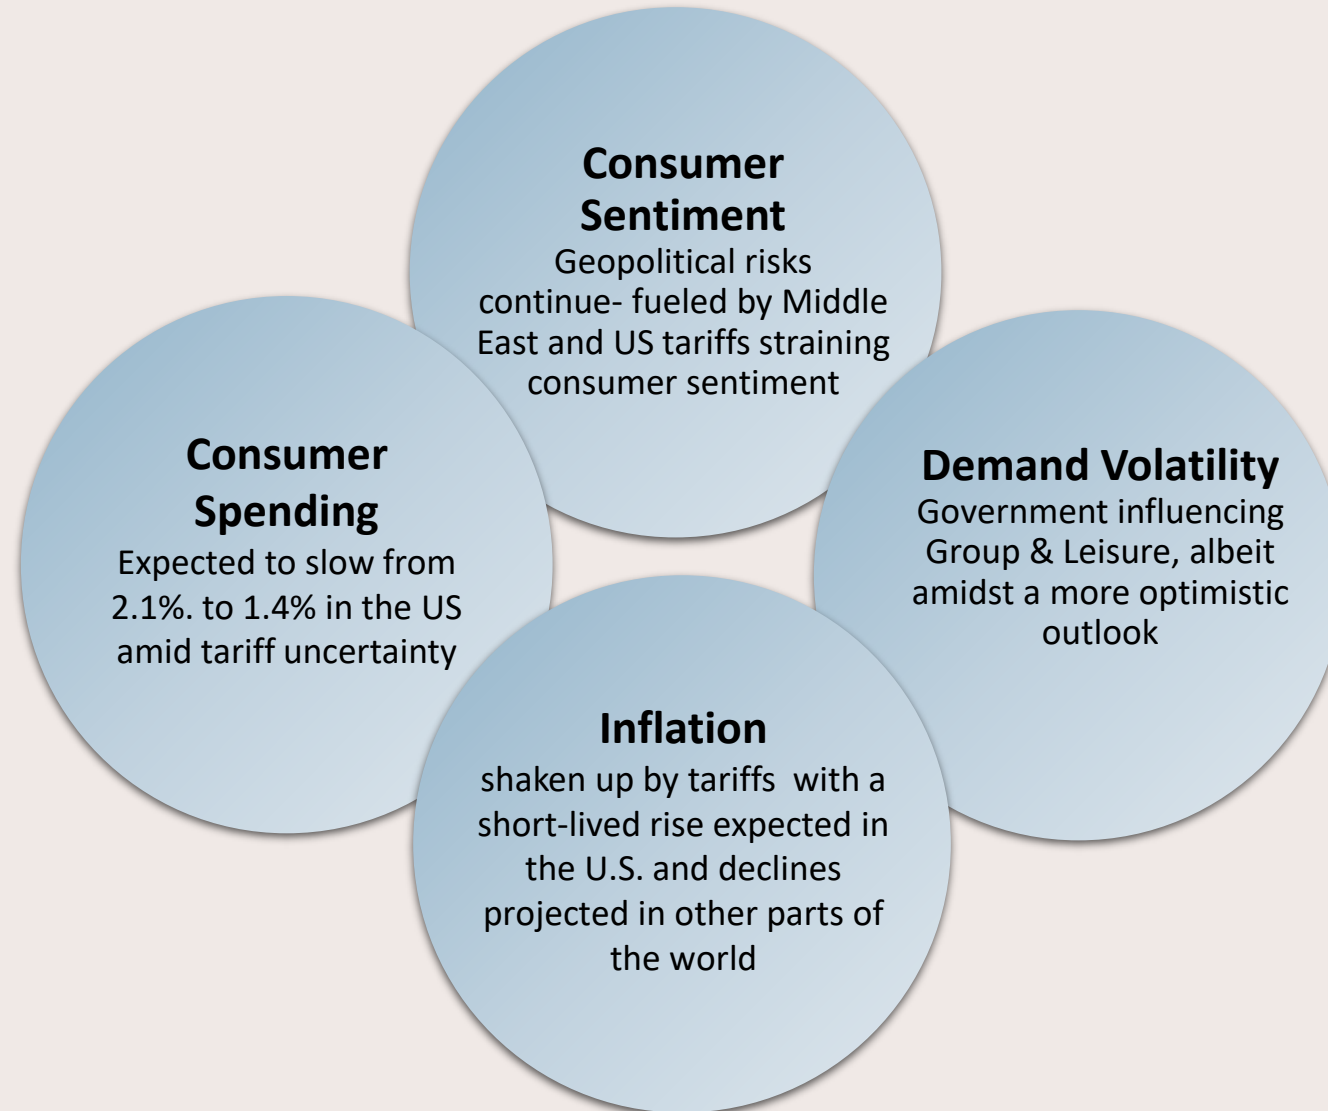 Consumer
Sentiment
Geopolitical risks
continue- fueled by Middle
East and US tariffs straining
consumer sentiment
Consumer
Spending
Expected to slow from
2.1%. to 1.4% in the US
amid tariff uncertainty
Demand Volatility
Government influencing
Group & Leisure, albeit
amidst a more optimistic
outlook
Inflation
shaken up by tariffs  with a
short-lived rise expected in
the U.S. and declines
projected in other parts of
the world